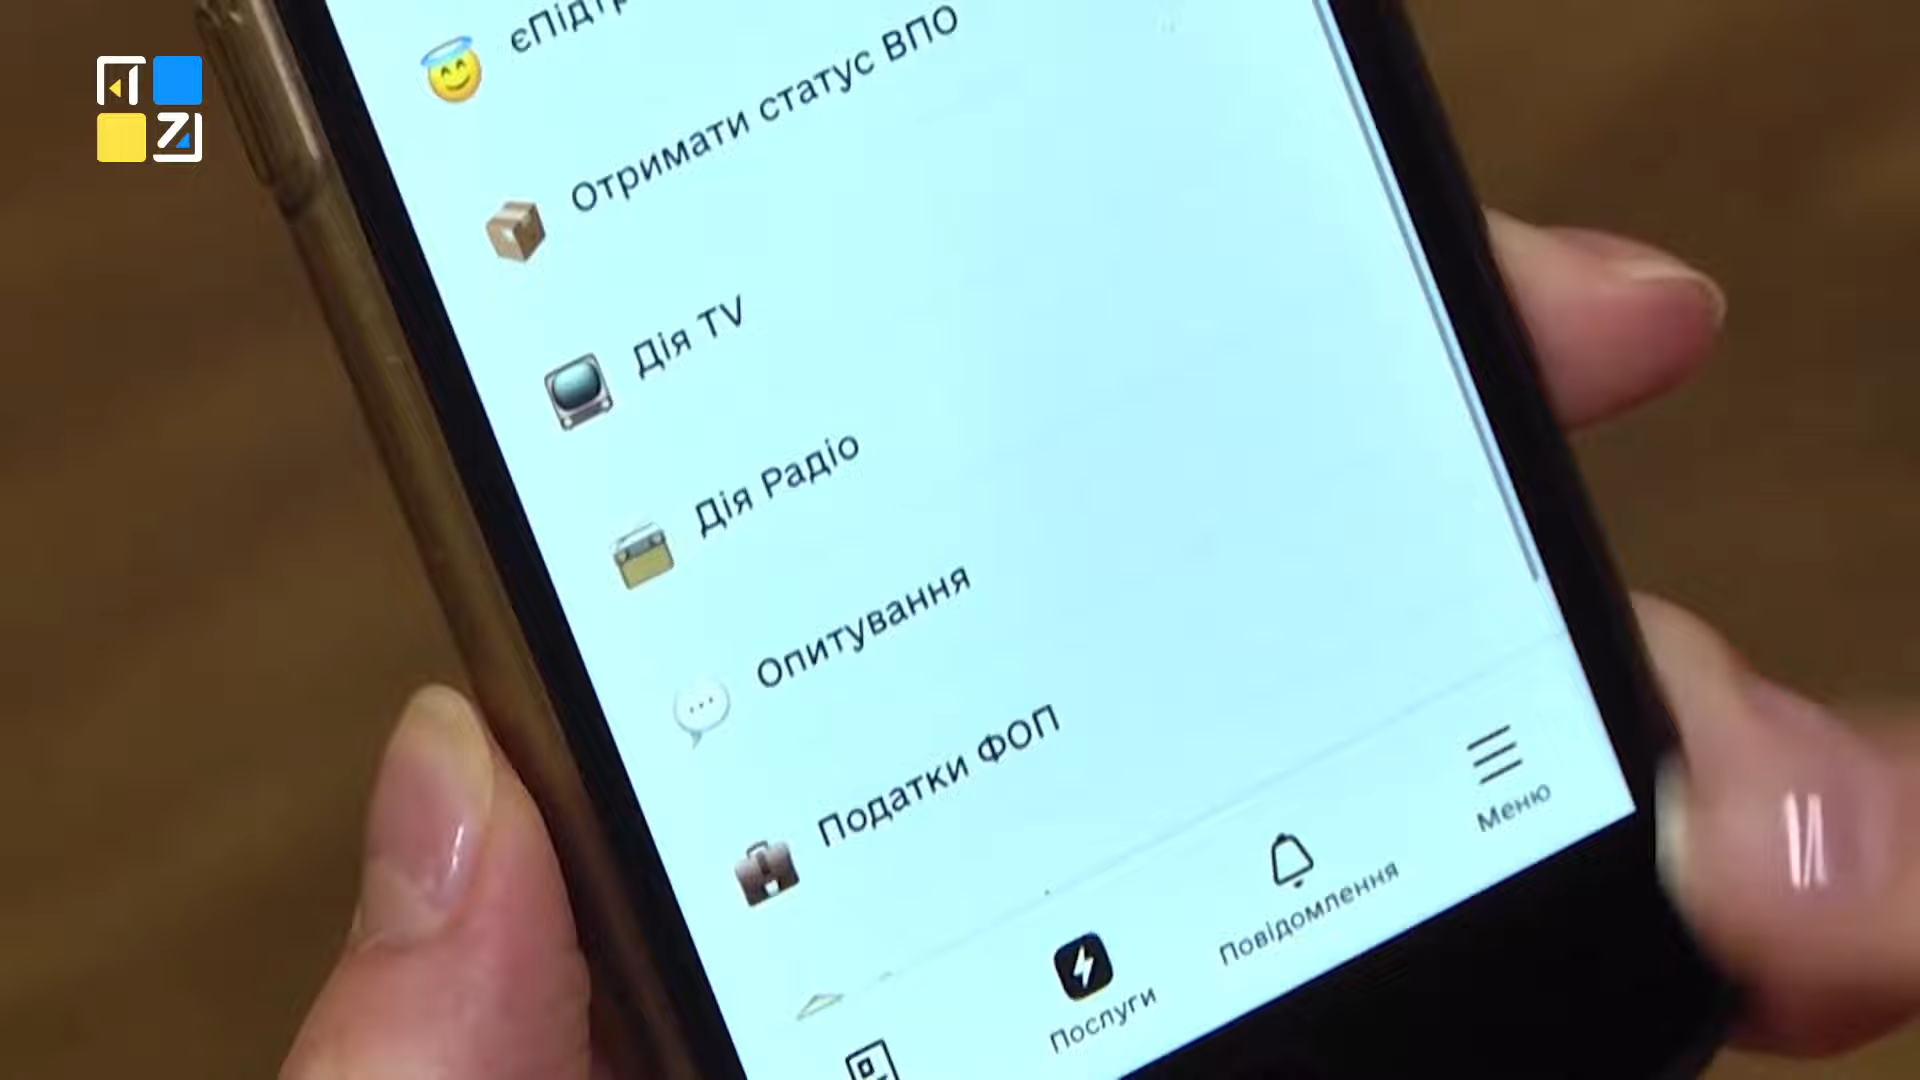 Отримати статус ВПО
Дія TV
Дія Радіо
Опитування
Податки ФОП
Послуги
Повідомлення
Меню